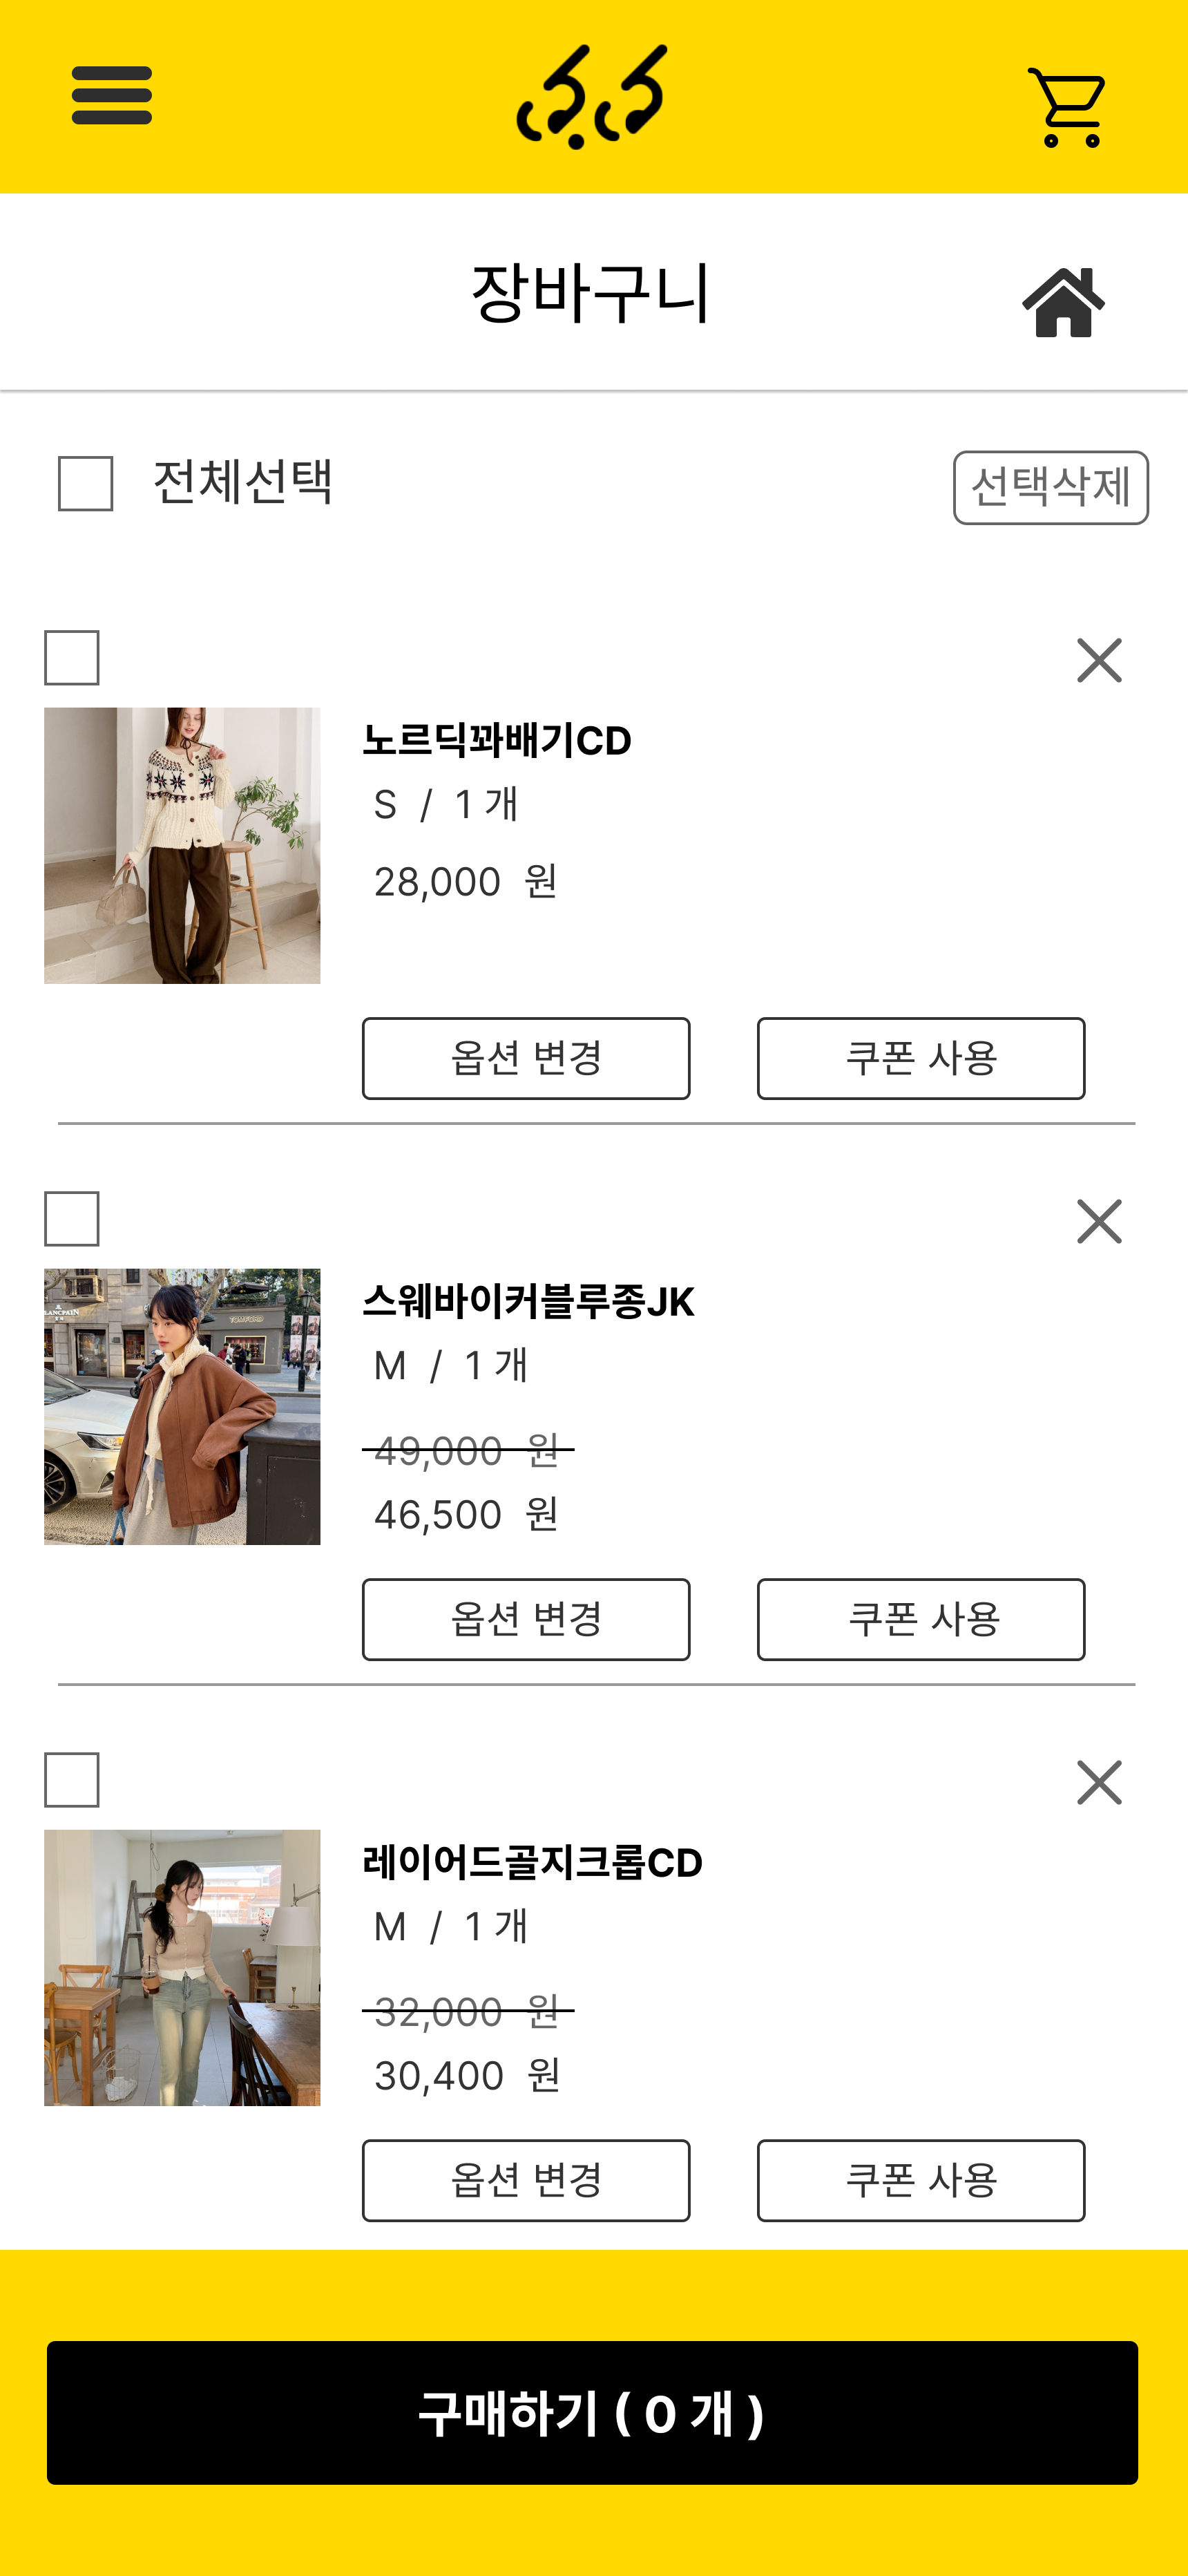 장바구니
전체선택
선택삭제
노르딕꽈배기CD
S / 1 개
28,000 원
옵션 변경
쿠폰 사용
LANCPAIN
TOMFORD
스웨바이커블루종JK
M / 1 개
49,000 원
46,500 원
옵션 변경
쿠폰 사용
레이어드골지크롭CD
M / 1 개
32,000 원
30,400 원
옵션 변경
쿠폰 사용
구매하기 ( 0 개 )